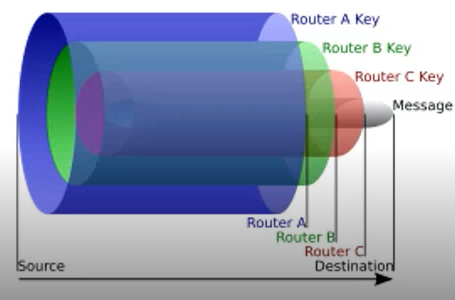 Router A Key
Router B Key
Router C Key
Message
Router A
Router B
Router C
Source
Destination